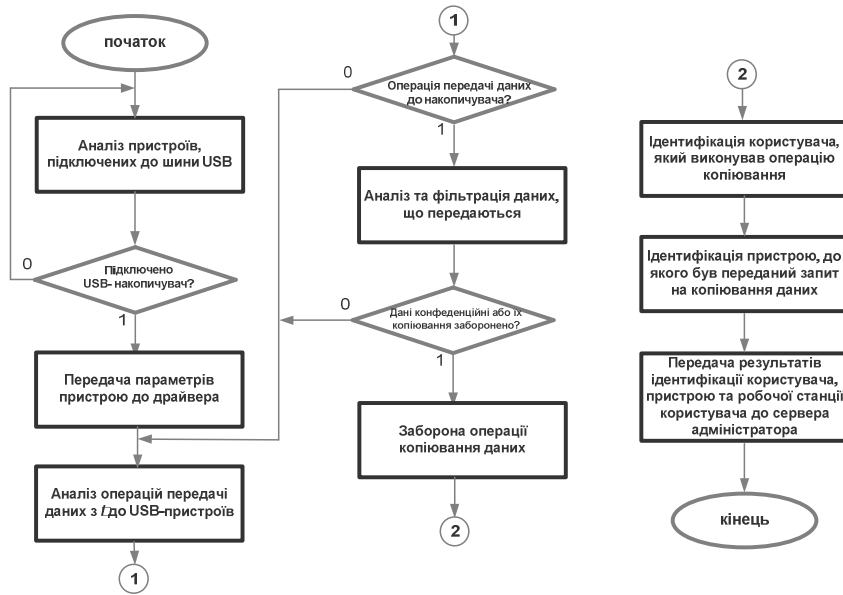 початок
Аналіз пристроїв,
підключених до шини USB
0
Підключено
USB- накопичувач?
1
Передача параметрів
пристрою до драйвера
Аналіз операцій передачі
даних з до USB–пристроїв
1
1
0
Операція передачі даних
до накопичувача?
1
Аналіз та фільтрація даних,
що передаються
0
Дані конфеденційні або їх
копіювання заборонено?
1
Заборона операції
копіювання даних
2
2
Ідентифікація користувача,
який виконував операцію
копіювання
Ідентифікація пристрою, до
якого був переданий запит
на копіювання даних
Передача результатів
ідентифікації користувача,
пристрою та робочої станції
користувача до сервера
адміністратора
кінець